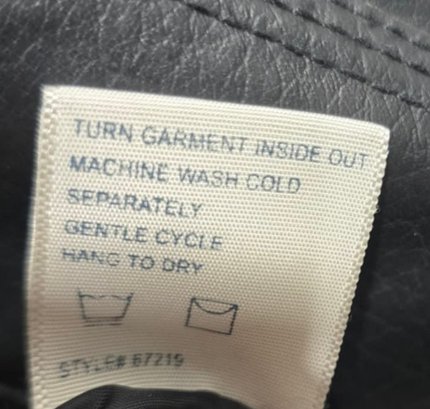 TURN GARMENT INSIDE OUT
MACHINE WASH COLD
SEPARATELY
GENTLE CYCLE
HANG TO DRY
STYLE# 67219